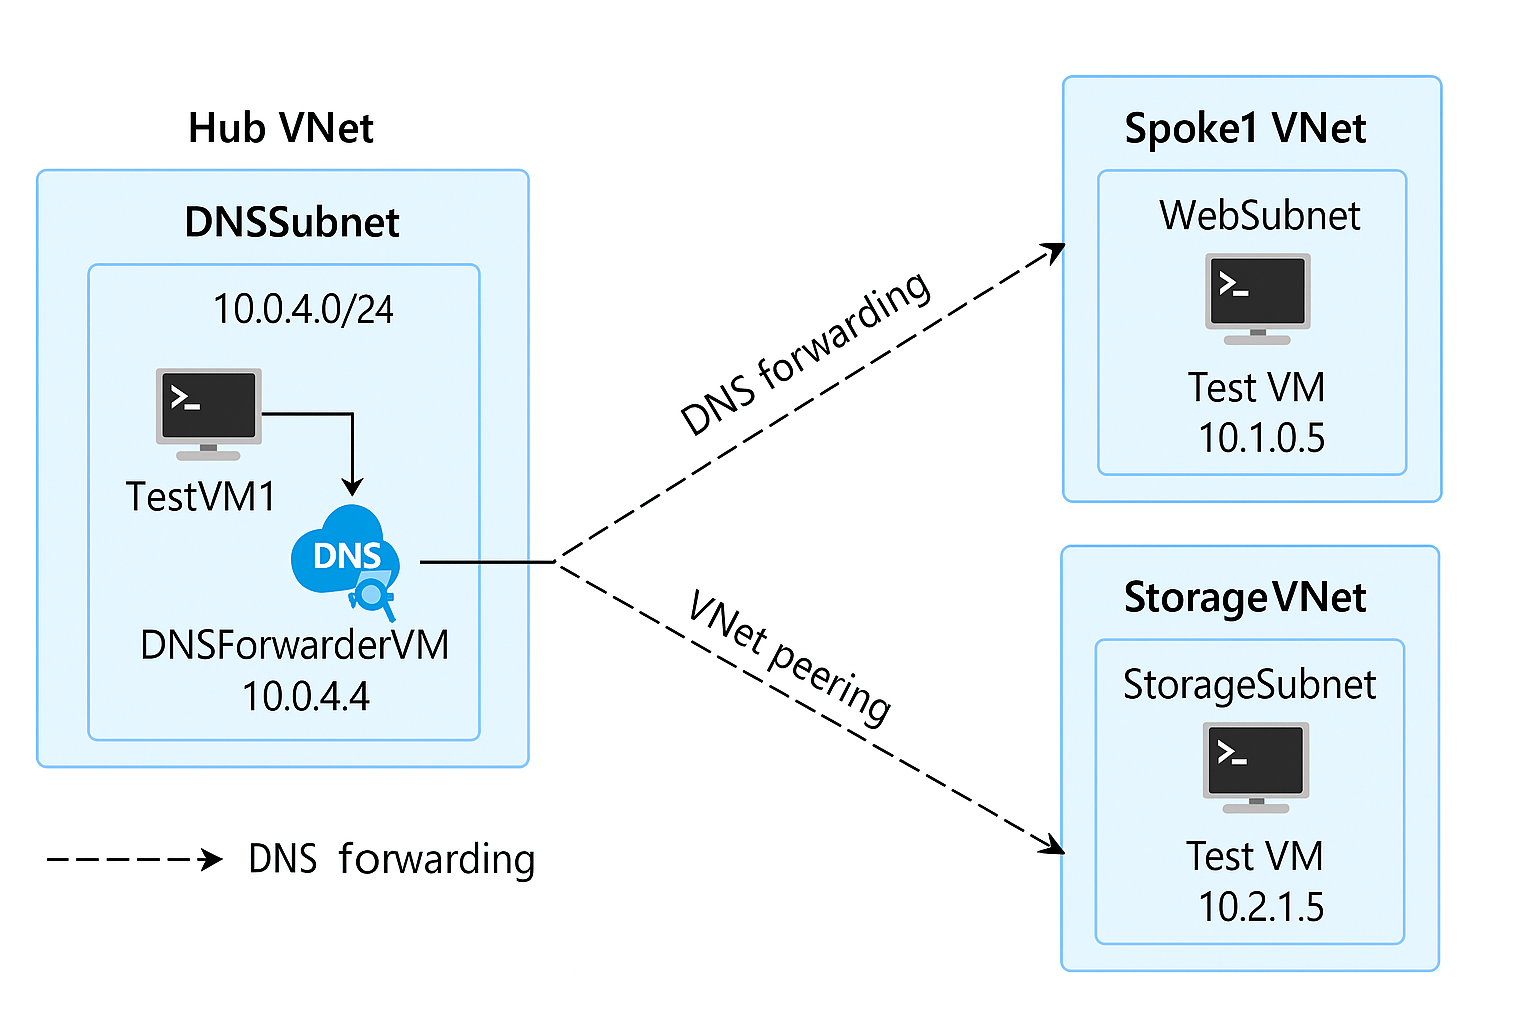 Hub VNet
DNSSubnet
10.0.4.0/24
>_
TestVM1
DNS
DNSForwarderVM
10.0.4.4
DNS forwarding
VNet peering
Spoke1 VNet
WebSubnet
>_
Test VM
10.1.0.5
StorageVNet
StorageSubnet
>_
Test VM
10.2.1.5
DNS forwarding